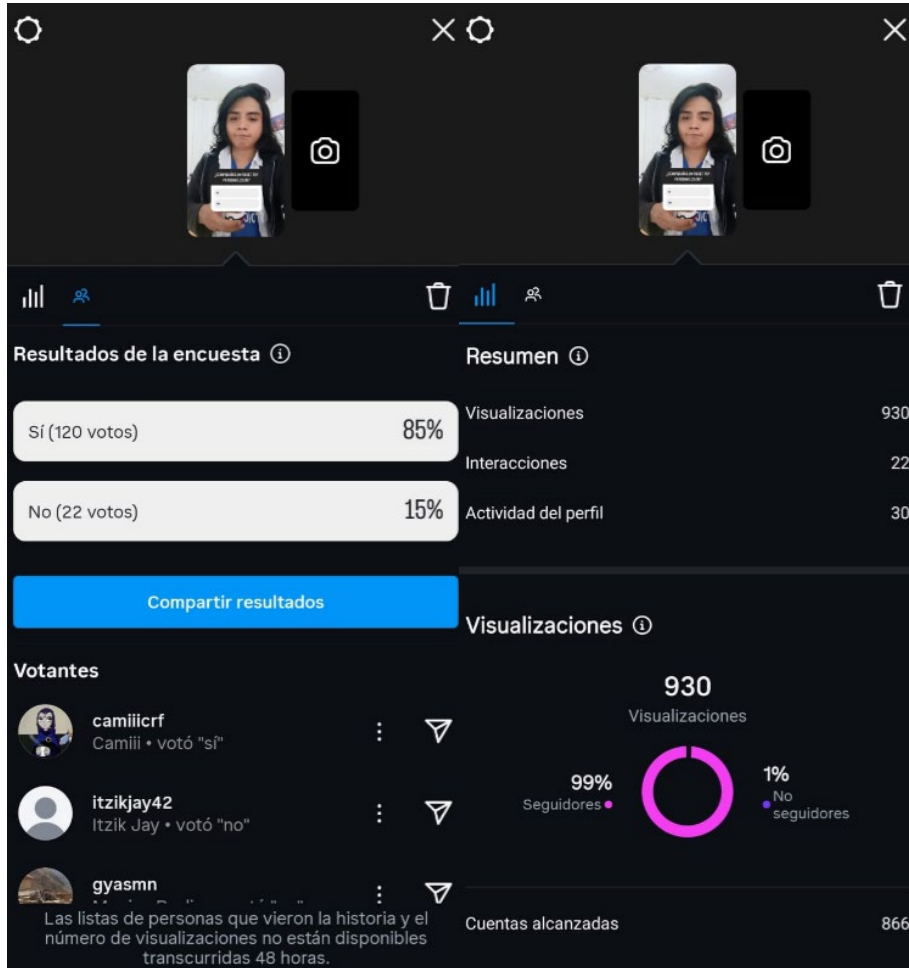 Resultados de la encuesta
Sí (120 votos) 85%
No (22 votos) 15%
Compartir resultados
Votantes
camiiicrf
Camiii • votó "sí"
itzikjay42
Itzik Jay • votó "no"
gyasmn
Las listas de personas que vieron la historia y el
número de visualizaciones no están disponibles
transcurridas 48 horas.
Resumen
Visualizaciones 930
Interacciones 22
Actividad del perfil 30
Visualizaciones
930
Visualizaciones
99%
Seguidores
1%
No
seguidores
Cuentas alcanzadas 866